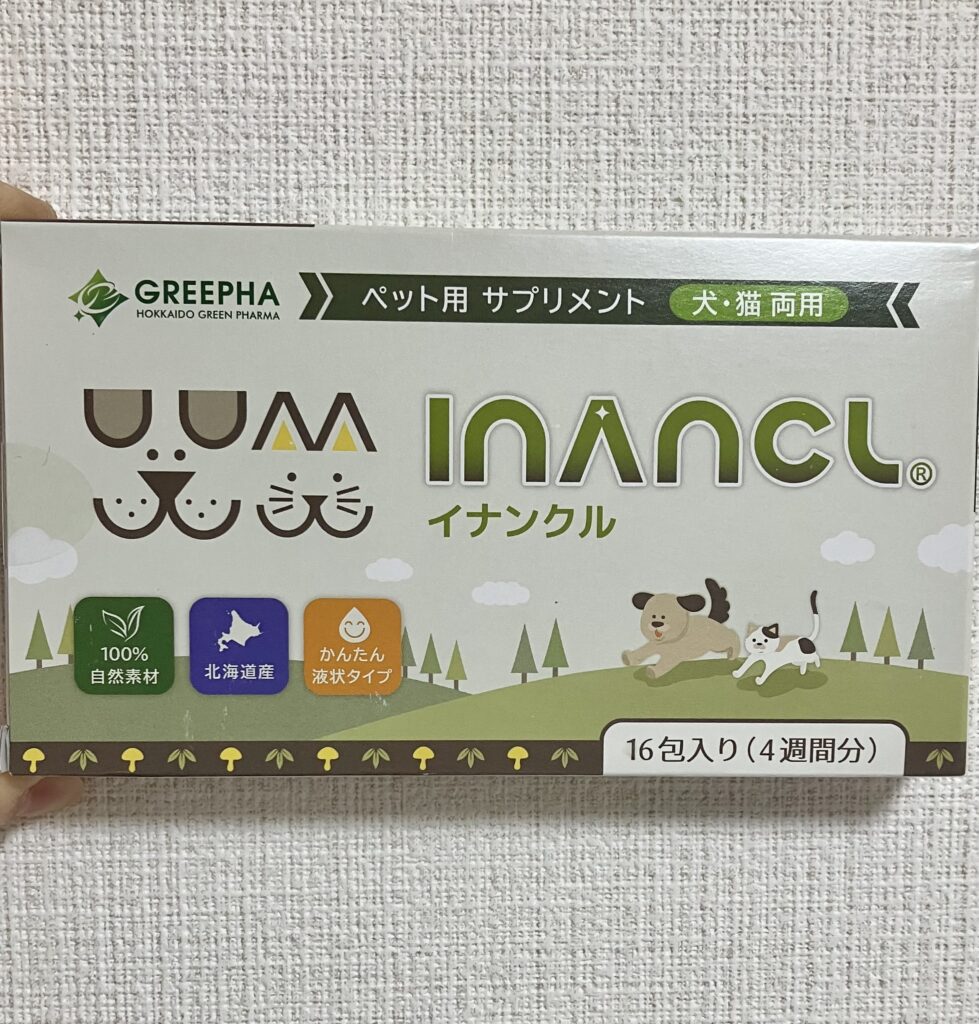 GREEPHA
HOKKAIDO GREEN PHARMA
ペット用 サプリメント 犬・猫 両用
INANCL®
イナンクル
100%
自然素材
北海道産
かんたん
液状タイプ
16包入り(4週間分)